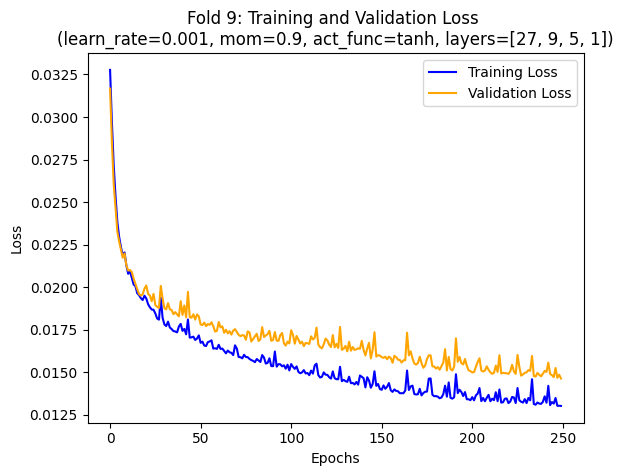 Fold 9: Training and Validation Loss
(learn_rate=0.001, mom=0.9, act_func=tanh, layers=[27, 9, 5, 1])
Training Loss
Validation Loss
Loss
0.0325
0.0300
0.0275
0.0250
0.0225
0.0200
0.0175
0.0150
0.0125
0
50
100
150
200
250
Epochs